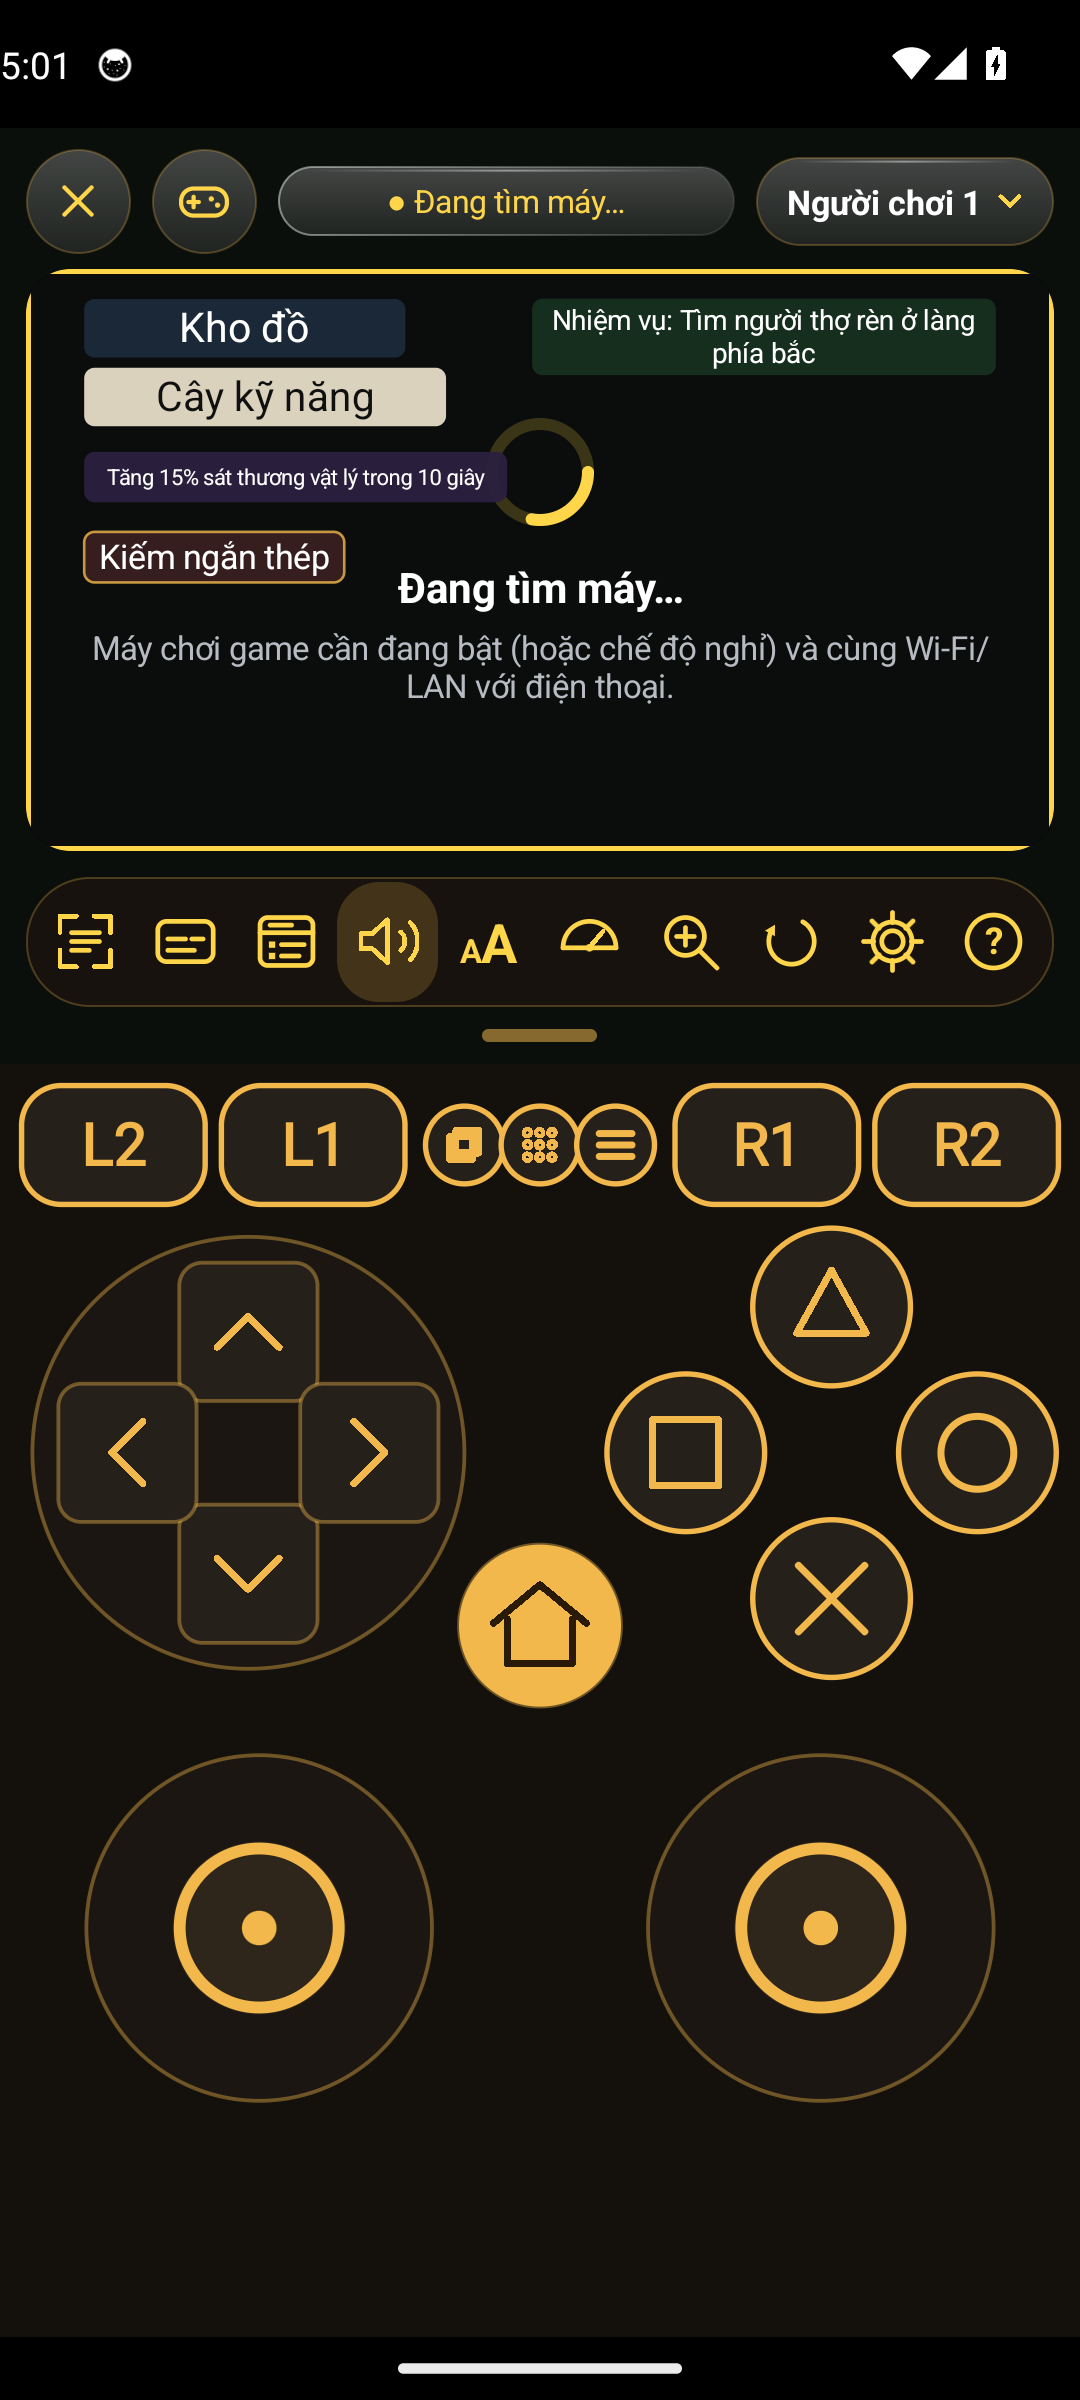 5:01
Đang tìm máy...
Người chơi 1
Kho đồ
Nhiệm vụ: Tìm người thợ rèn ở làng
phía bắc
Cây kỹ năng
Tăng 15% sát thương vật lý trong 10 giây
Kiếm ngắn thép
Đang tìm máy...
Máy chơi game cần đang bật (hoặc chế độ nghỉ) và cùng Wi-Fi/
LAN với điện thoại.
AA
?
L2
L1
R1
R2